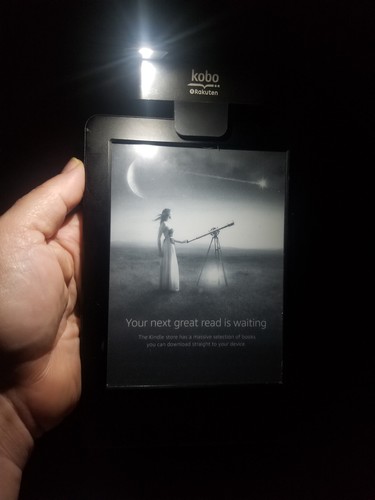 kobo
Rakuten
Your next great read is waiting
The Kindle store has a massive selection of books
you can download straight to your device.